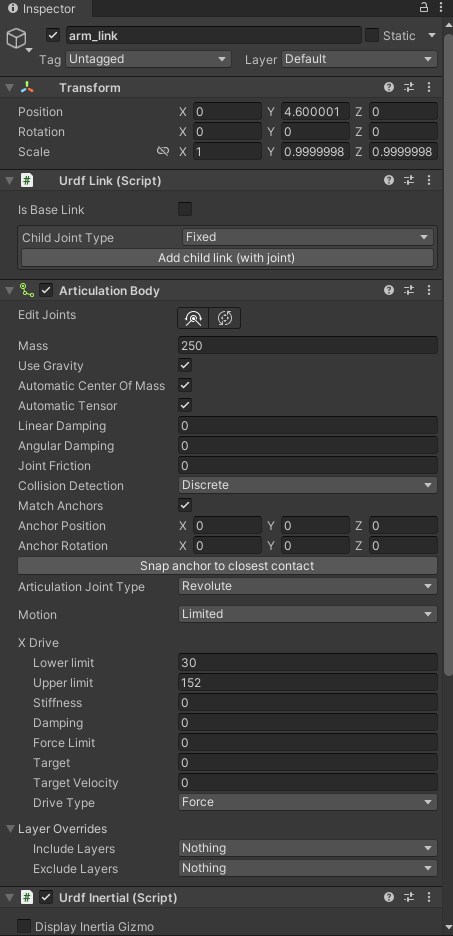 Inspector
arm_link Static
Tag Untagged Layer Default
Transform
Position X 0 Y 4.600001 Z 0
Rotation X 0 Y 0 Z 0
Scale X 1 Y 0.9999998 Z 0.9999998
# Urdf Link (Script)
Is Base Link
Child Joint Type Fixed
Add child link (with joint)
Articulation Body
Edit Joints
Mass 250
Use Gravity
Automatic Center Of Mass
Automatic Tensor
Linear Damping 0
Angular Damping 0
Joint Friction 0
Collision Detection Discrete
Match Anchors
Anchor Position X 0 Y 0 Z 0
Anchor Rotation X 0 Y 0 Z 0
Snap anchor to closest contact
Articulation Joint Type Revolute
Motion Limited
X Drive
Lower limit 30
Upper limit 152
Stiffness 0
Damping 0
Force Limit 0
Target 0
Target Velocity 0
Drive Type Force
Layer Overrides
Include Layers Nothing
Exclude Layers Nothing
# Urdf Inertial (Script)
Display Inertia Gizmo